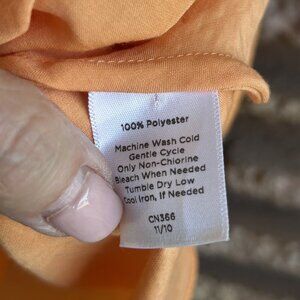 100% Polyester
Machine Wash Cold
Gentle Cycle
Only Non-Chlorine
Bleach When Needed
Tumble Dry Low
Cool Iron, If Needed
CN366
11/10